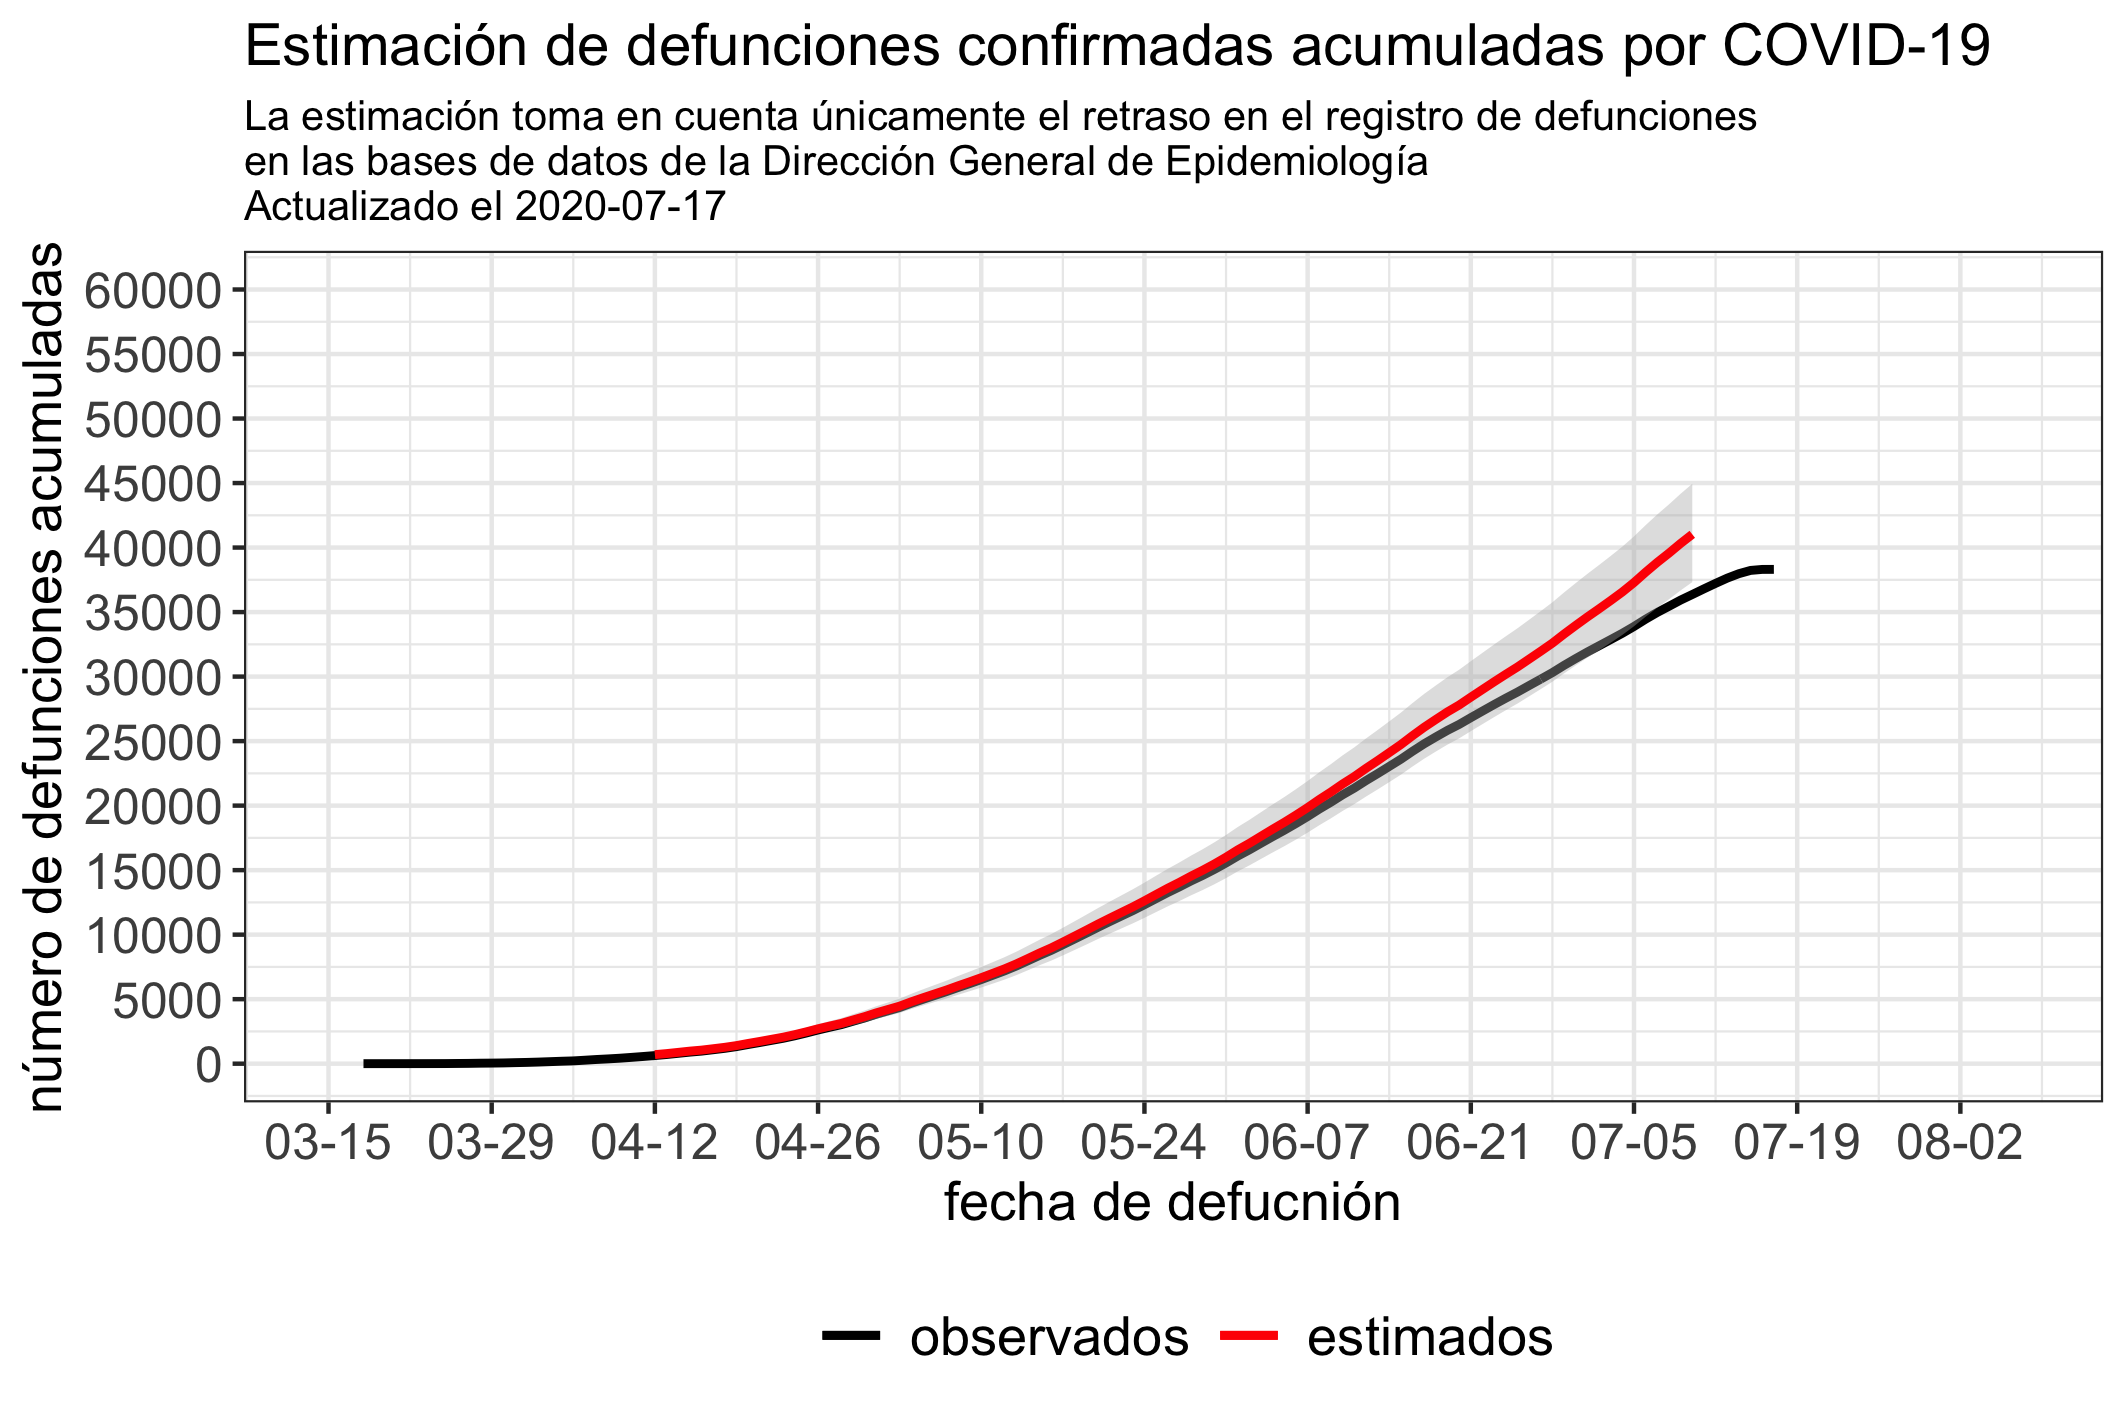 Estimación de defunciones confirmadas acumuladas por COVID-19
La estimación toma en cuenta únicamente el retraso en el registro de defunciones
en las bases de datos de la Dirección General de Epidemiología
Actualizado el 2020-07-17
número de defunciones acumuladas
60000
55000
50000
45000
40000
35000
30000
25000
20000
15000
10000
5000
0
03-15 03-29 04-12 04-26 05-10 05-24 06-07 06-21 07-05 07-19 08-02
fecha de defucnión
observados estimados